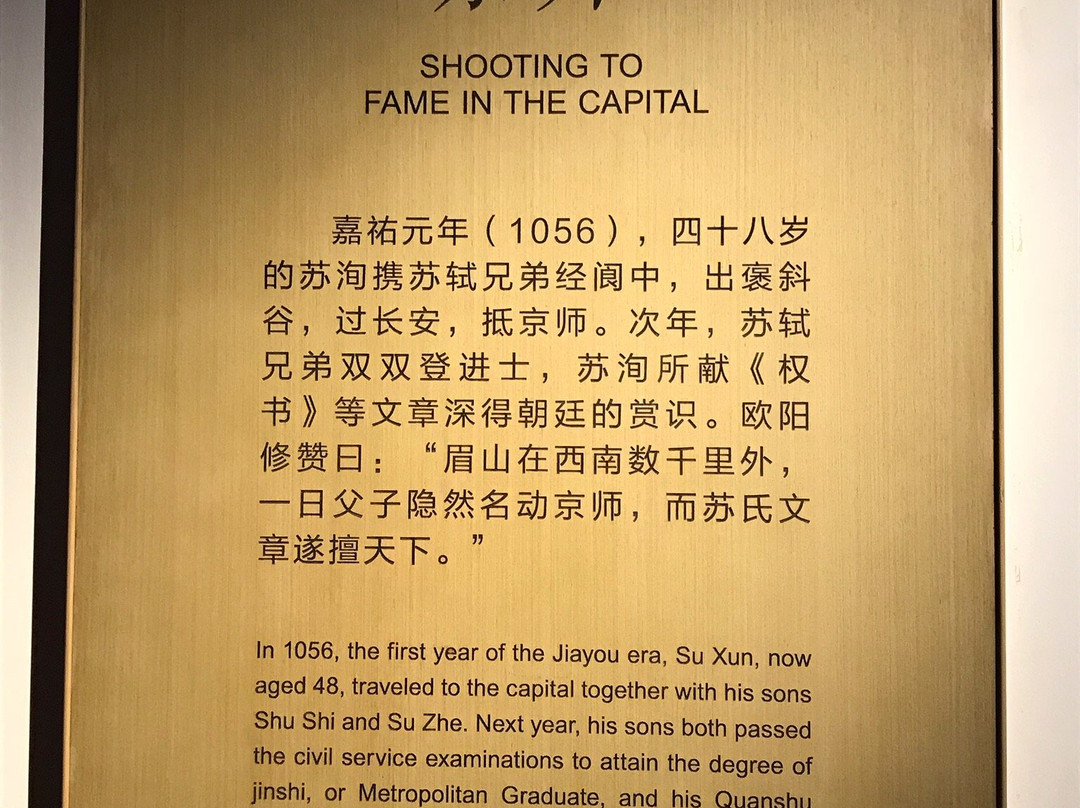 SHOOTING TO
FAME IN THE CAPITAL
嘉祐元年（1056），四十八岁
的苏洵携苏轼兄弟经阆中，出褒斜
谷，过长安，抵京师。次年，苏轼
兄弟双双登进士，苏洵所献《权
书》等文章深得朝廷的赏识。欧阳
修赞曰：“眉山在西南数千里外，
一日父子隐然名动京师，而苏氏文
章遂擅天下。”
In 1056, the first year of the Jiayou era, Su Xun, now
aged 48, traveled to the capital together with his sons
Shu Shi and Su Zhe. Next year, his sons both passed
the civil service examinations to attain the degree of
jinshi, or Metropolitan Graduate, and his Quanshu